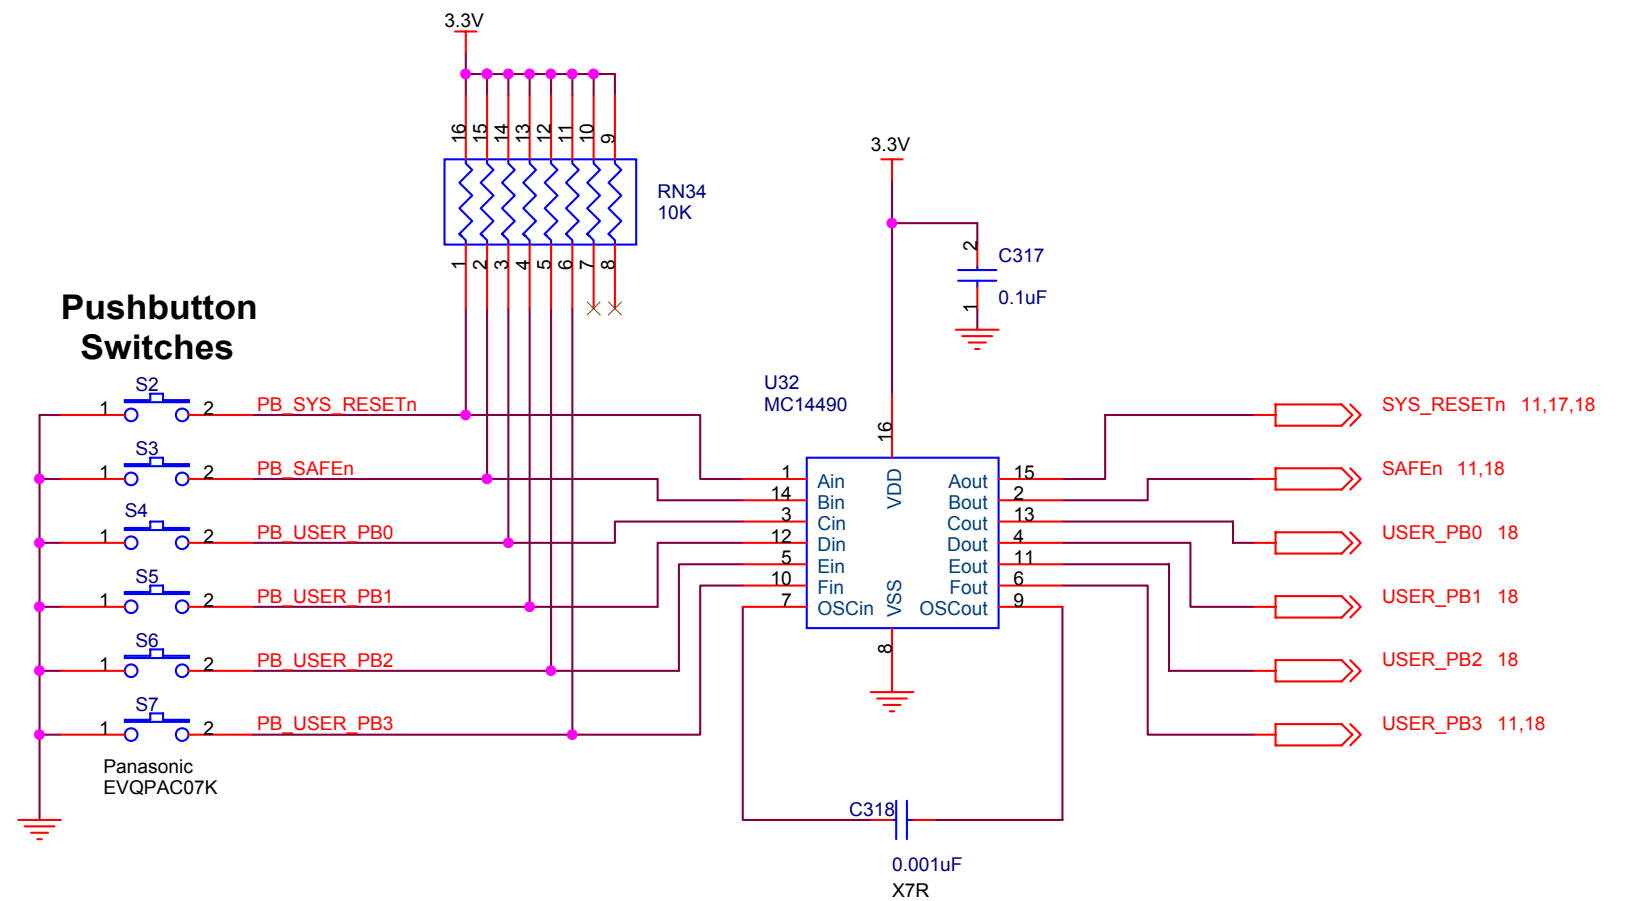 3.3V
16 15 14 13 12 11 10 9
RN34
10K
1 2 3 4 5 6 7 8
3.3V
2
C317
0.1uF
1
Pushbutton
Switches
S2
1 2 PB_SYS_RESETn
S3
1 2 PB_SAFEn
S4
1 2 PB_USER_PB0
S5
1 2 PB_USER_PB1
S6
1 2 PB_USER_PB2
S7
1 2 PB_USER_PB3
Panasonic
EVQPAC07K
U32
MC14490
16
VDD
1 Ain Aout 15
14 Bin Bout 2
3 Cin Cout 13
12 Din Dout 4
5 Ein Eout 11
10 Fin Fout 6
7 OSCin OSCout 9
VSS
8
C318
0.001uF
X7R
SYS_RESETn 11,17,18
SAFEn 11,18
USER_PB0 18
USER_PB1 18
USER_PB2 18
USER_PB3 11,18